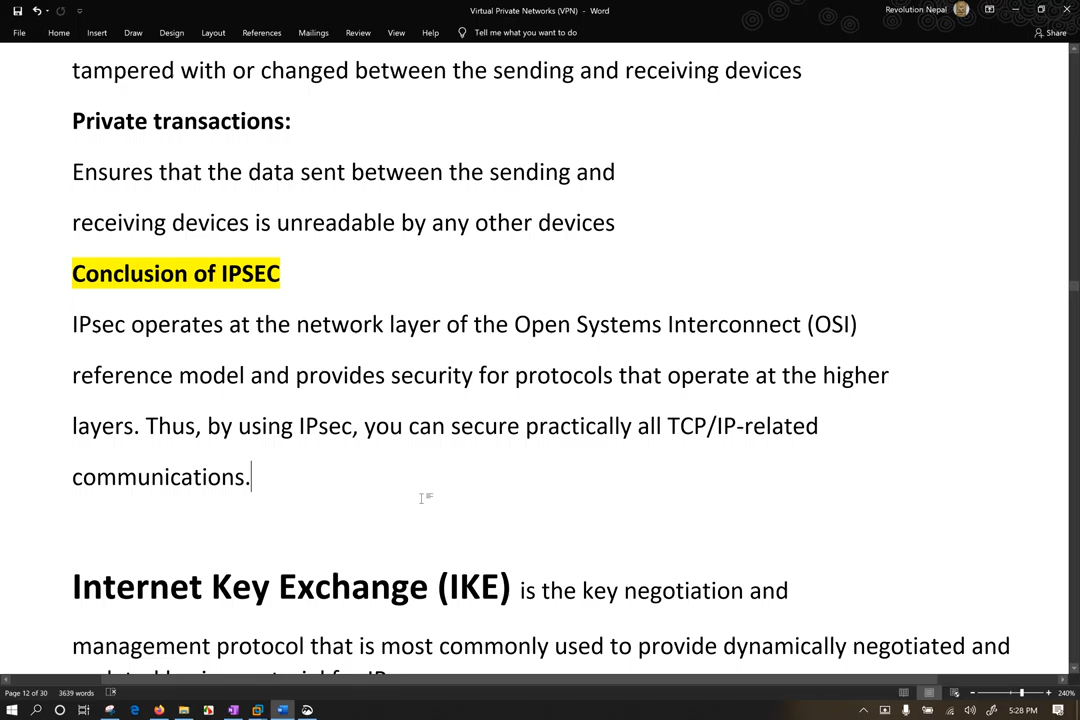 Virtual Private Networks (VPN) - Word
Revolution Nepal
File Home Insert Draw Design Layout References Mailings Review View Help Tell me what you want to do Share
tampered with or changed between the sending and receiving devices
Private transactions:
Ensures that the data sent between the sending and
receiving devices is unreadable by any other devices
Conclusion of IPSEC
IPsec operates at the network layer of the Open Systems Interconnect (OSI)
reference model and provides security for protocols that operate at the higher
layers. Thus, by using IPsec, you can secure practically all TCP/IP-related
communications.
Internet Key Exchange (IKE) is the key negotiation and
management protocol that is most commonly used to provide dynamically negotiated and
Page 12 of 30 3639 words 240%
5:28 PM